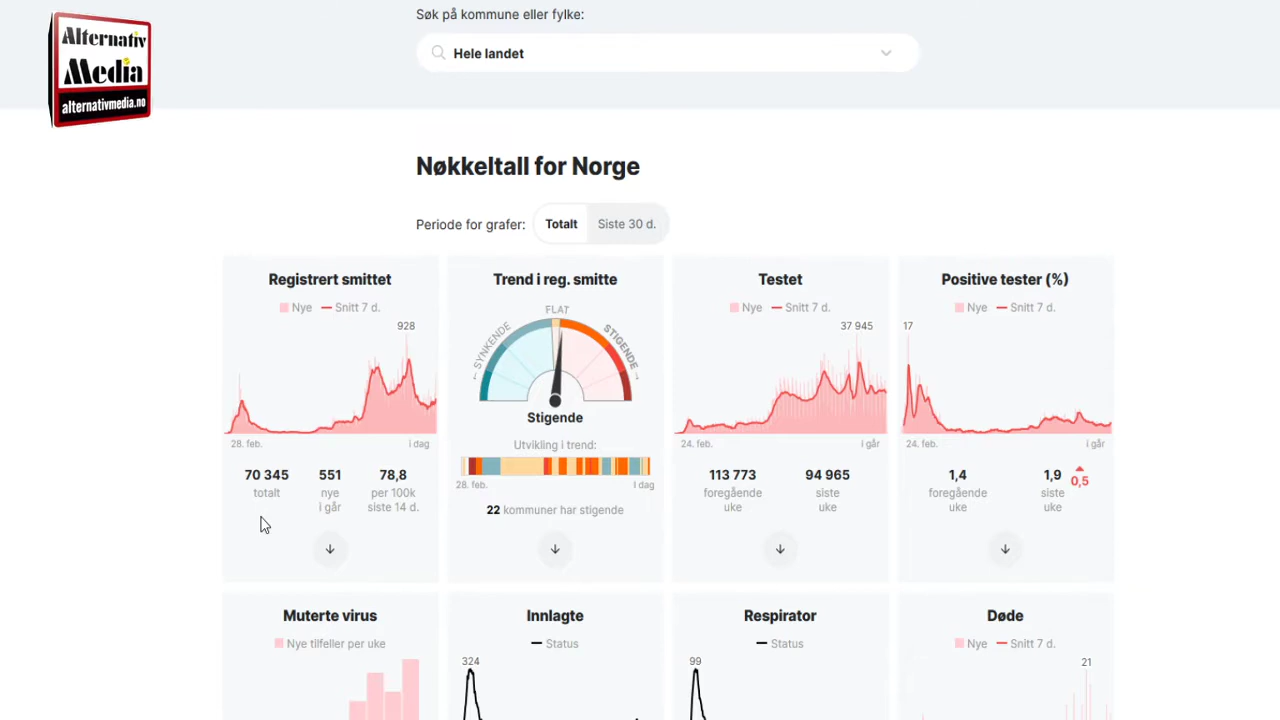 Alternativ
Media
alternativmedia.no
Søk på kommune eller fylke:
Hele landet
Nøkkeltall for Norge
Periode for grafer: Totalt Siste 30 d.
Registrert smittet
Nye Snitt 7 d.
928
28. feb. i dag
70 345 551 78,8
totalt nye per 100k
i går siste 14 d.
Trend i reg. smitte
FLAT
← SYNKENDE STIGENDE →
Stigende
Utvikling i trend:
28. feb. I dag
22 kommuner har stigende
Testet
Nye Snitt 7 d.
37 945
24. feb. i går
113 773 94 965
foregående siste
uke uke
Positive tester (%)
Nye Snitt 7 d.
17
24. feb. i går
1,4 1,9 0,5
foregående siste
uke uke
Muterte virus
Nye tilfeller per uke
Innlagte
Status
324
Respirator
Status
99
Døde
Nye Snitt 7 d.
21